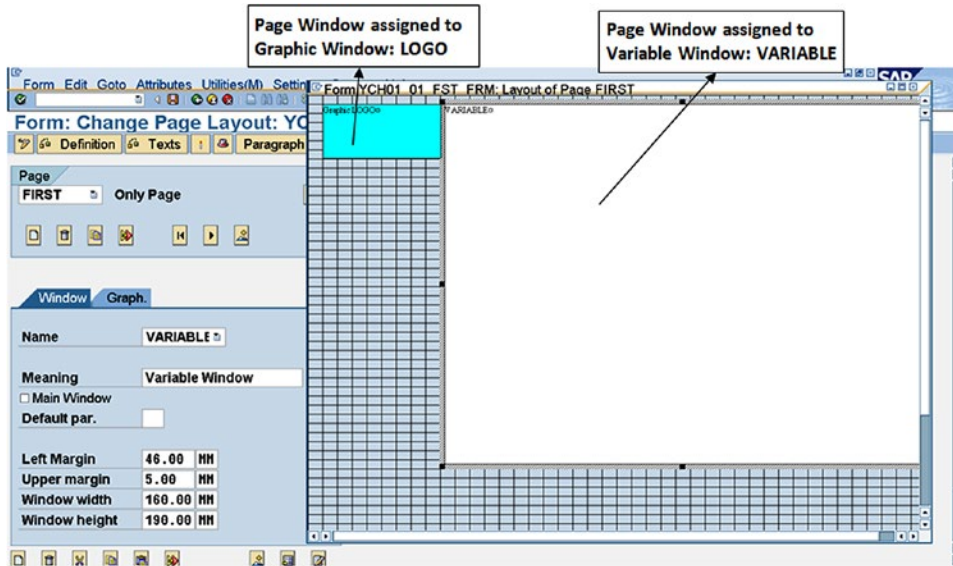 Page Window assigned to
Graphic Window: LOGO
Page Window assigned to
Variable Window: VARIABLE
Form Edit Goto Attributes Utilities(M)
SAP
Form YCH01_01_FST_FRM: Layout of Page FIRST
Form: Change Page Layout: YC
Definition Texts Paragraph
Graphic LOGO
VARIABLE
Page
FIRST Only Page
Window Graph.
Name VARIABLE
Meaning Variable Window
Main Window
Default par.
Left Margin 46.00 MM
Upper margin 5.00 MM
Window width 160.00 MM
Window height 190.00 MM